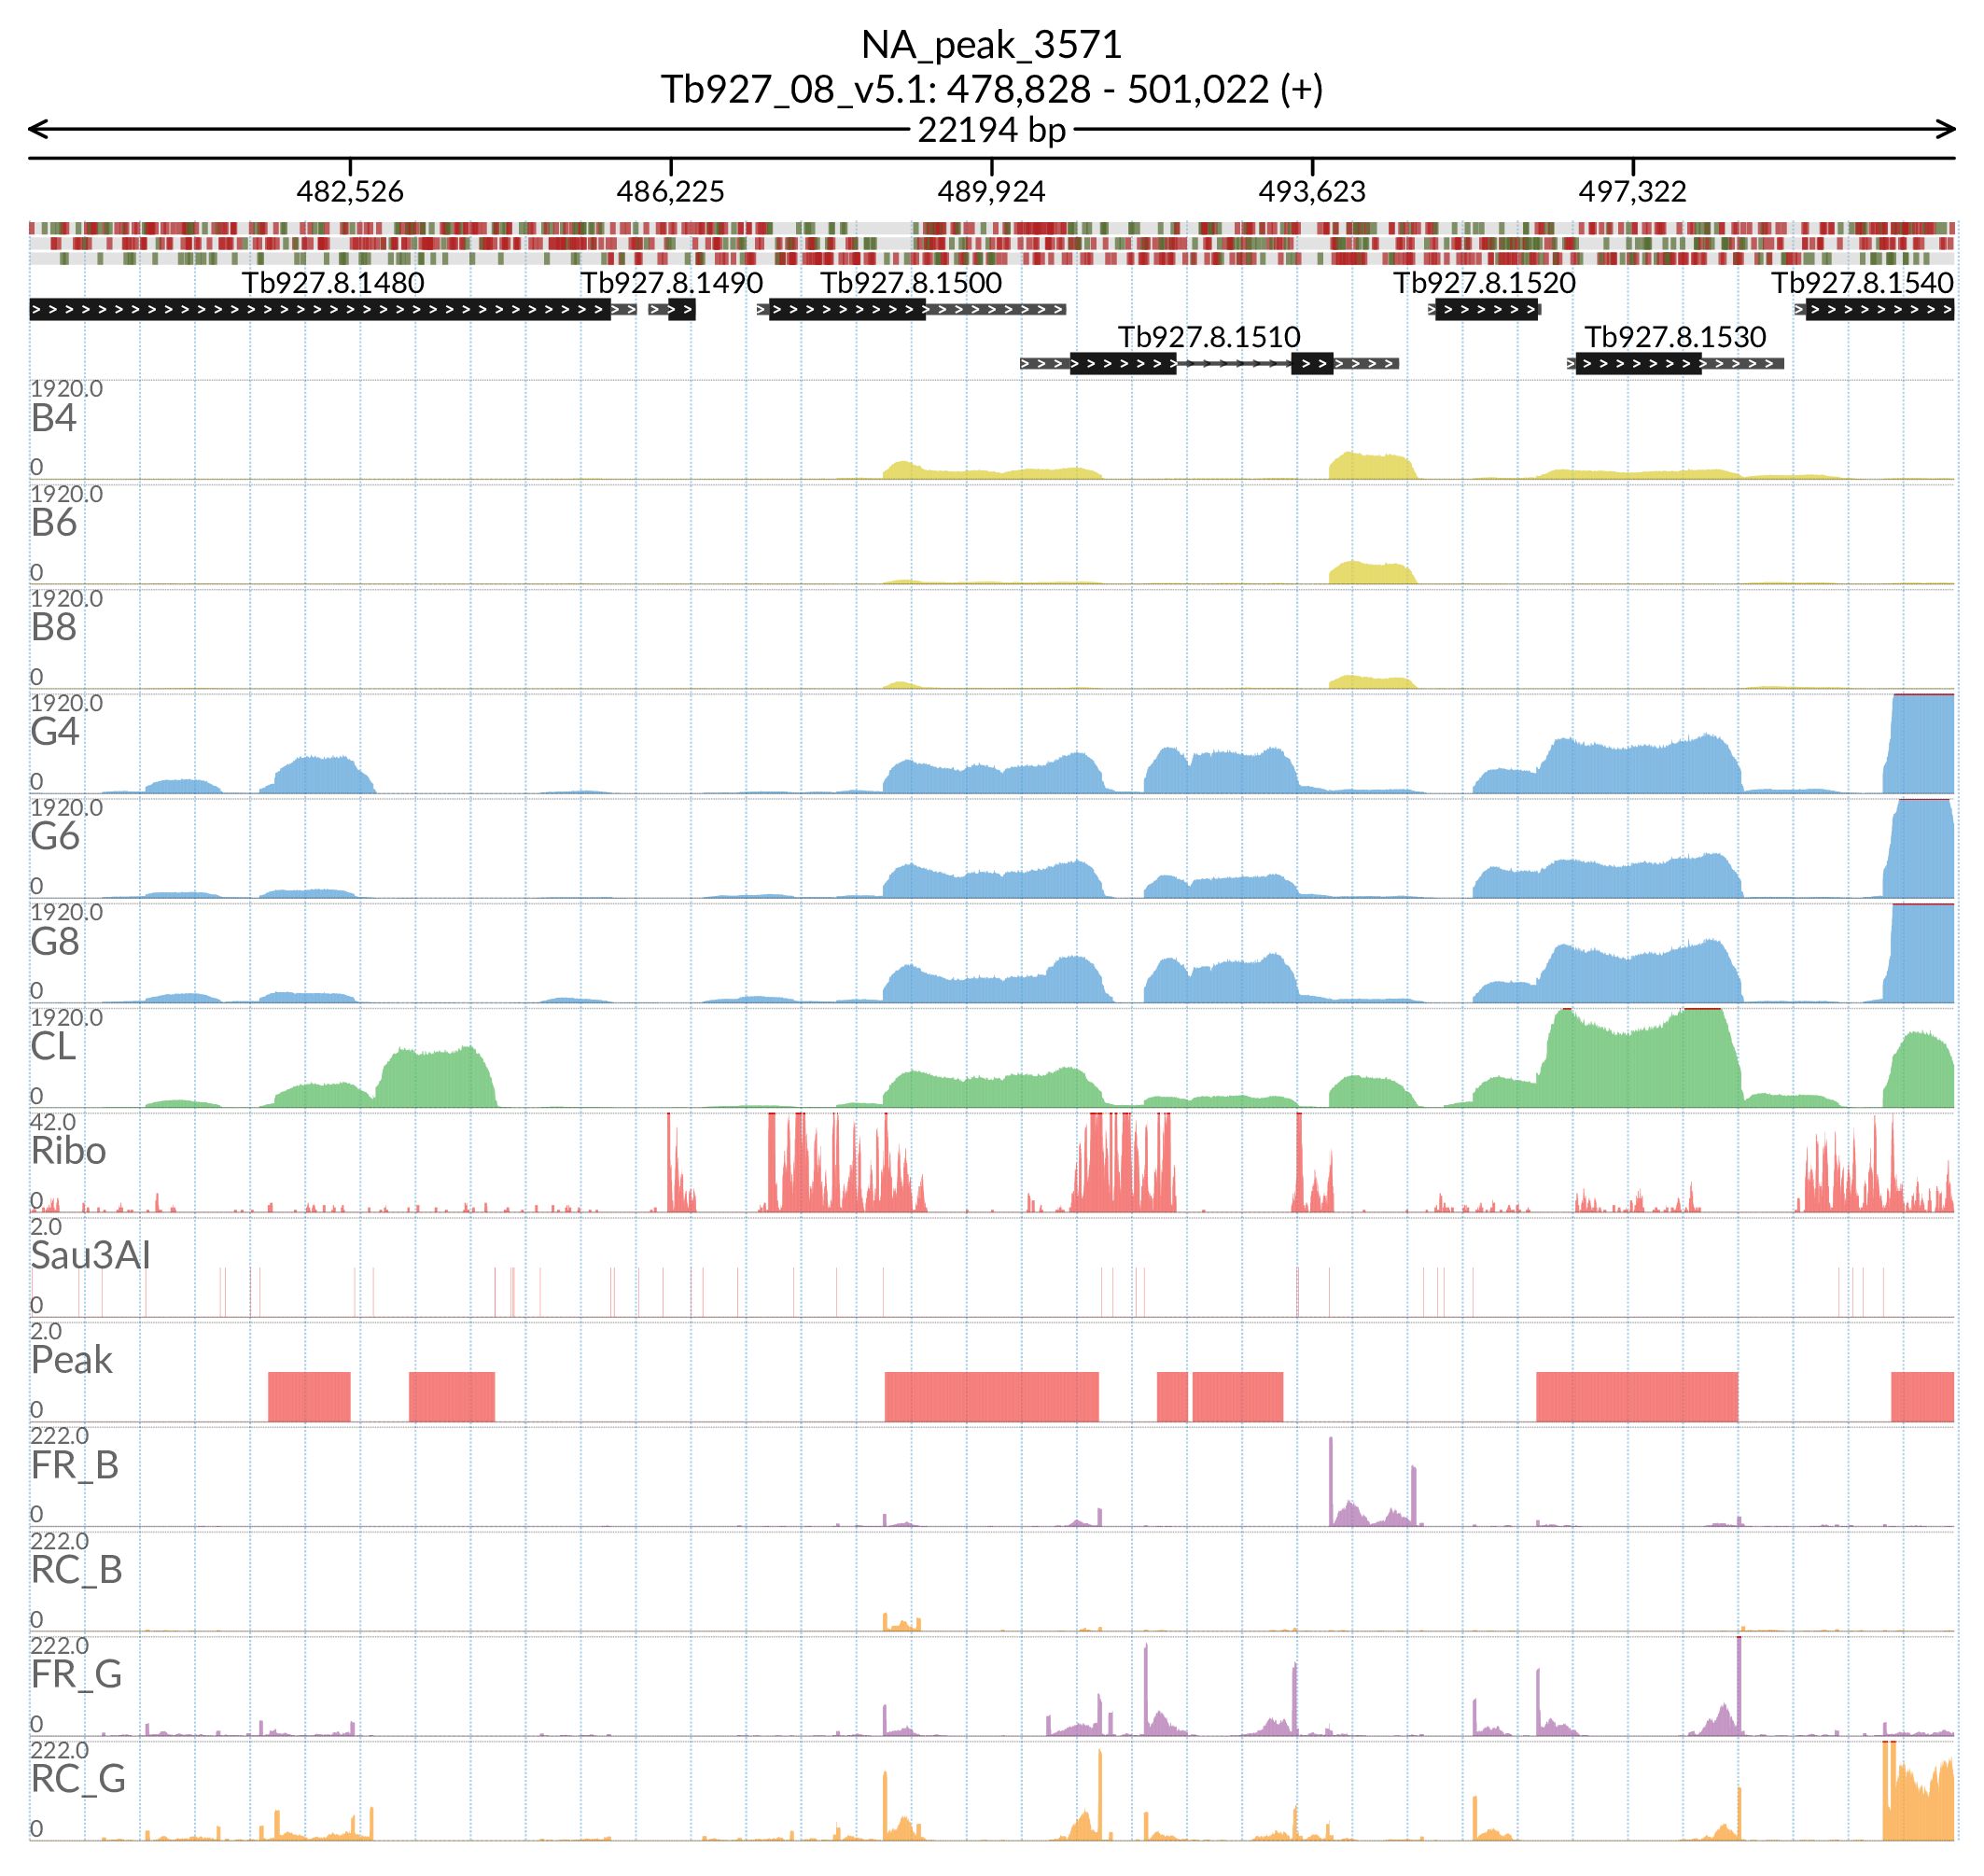 NA_peak_3571
Tb927_08_v5.1: 478,828 - 501,022 (+)
22194 bp
482,526 486,225 489,924 493,623 497,322
Tb927.8.1480 Tb927.8.1490 Tb927.8.1500 Tb927.8.1520 Tb927.8.1540
Tb927.8.1510 Tb927.8.1530
1920.0
B4
0
1920.0
B6
0
1920.0
B8
0
1920.0
G4
0
1920.0
G6
0
1920.0
G8
0
1920.0
CL
0
42.0
Ribo
0
2.0
Sau3AI
0
2.0
Peak
0
222.0
FR_B
0
222.0
RC_B
0
222.0
FR_G
0
222.0
RC_G
0